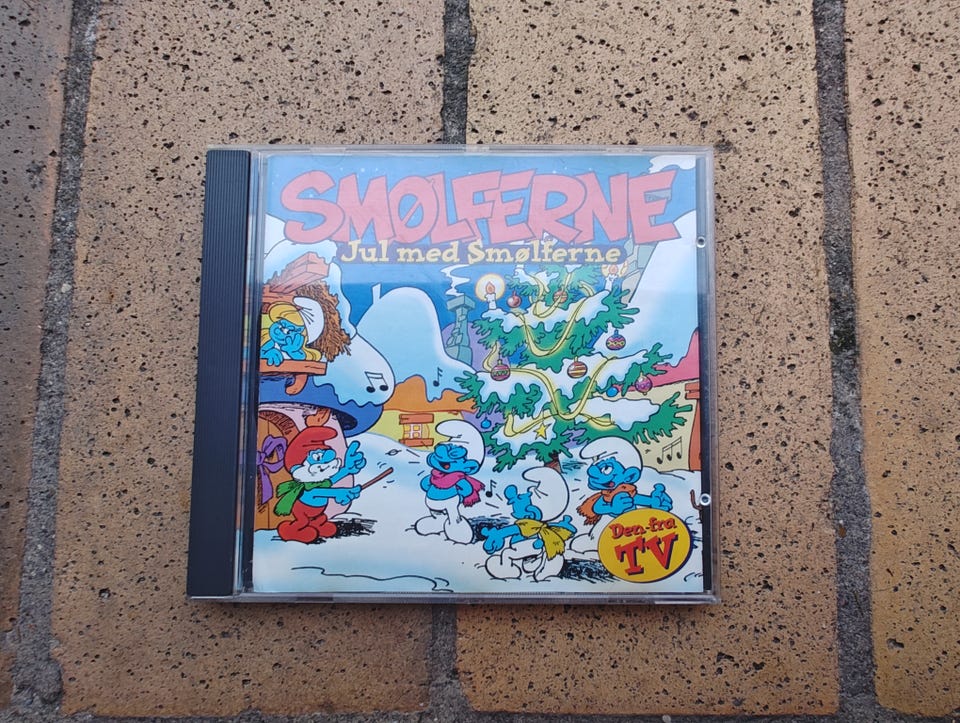 SMØLFERNE
Jul med Smølferne
Den fra
TV